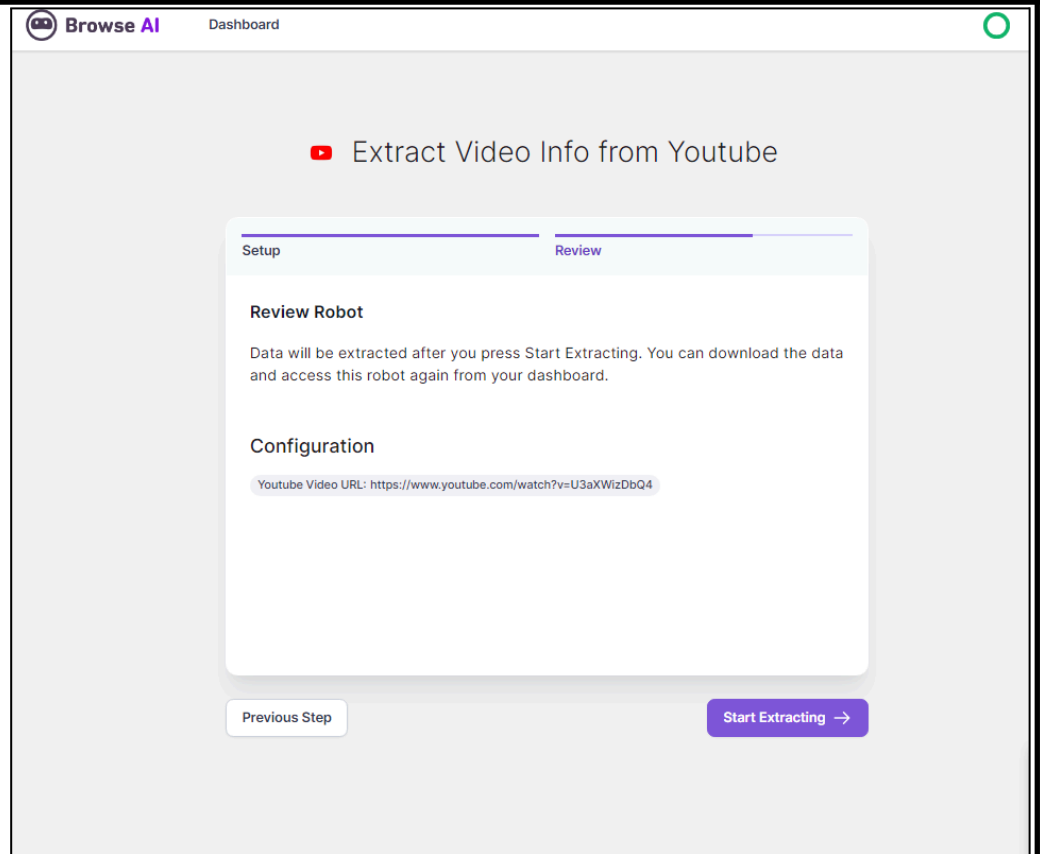 Browse AI Dashboard
Extract Video Info from Youtube
Setup Review
Review Robot
Data will be extracted after you press Start Extracting. You can download the data
and access this robot again from your dashboard.
Configuration
Youtube Video URL: https://www.youtube.com/watch?v=U3aXWizDbQ4
Previous Step Start Extracting →